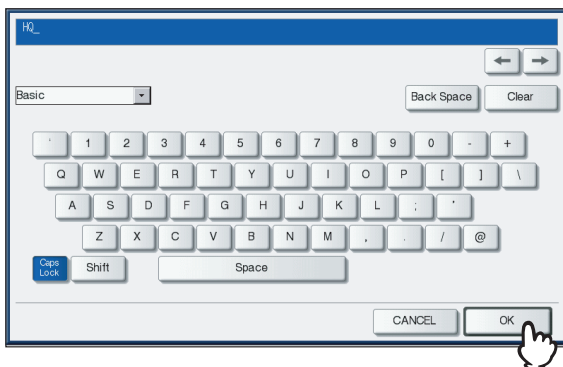 HQ_
← →
Basic Back Space Clear
` 1 2 3 4 5 6 7 8 9 0 - +
Q W E R T Y U I O P [ ] \
A S D F G H J K L ; '
Z X C V B N M , . / @
Caps Lock Shift Space
CANCEL OK